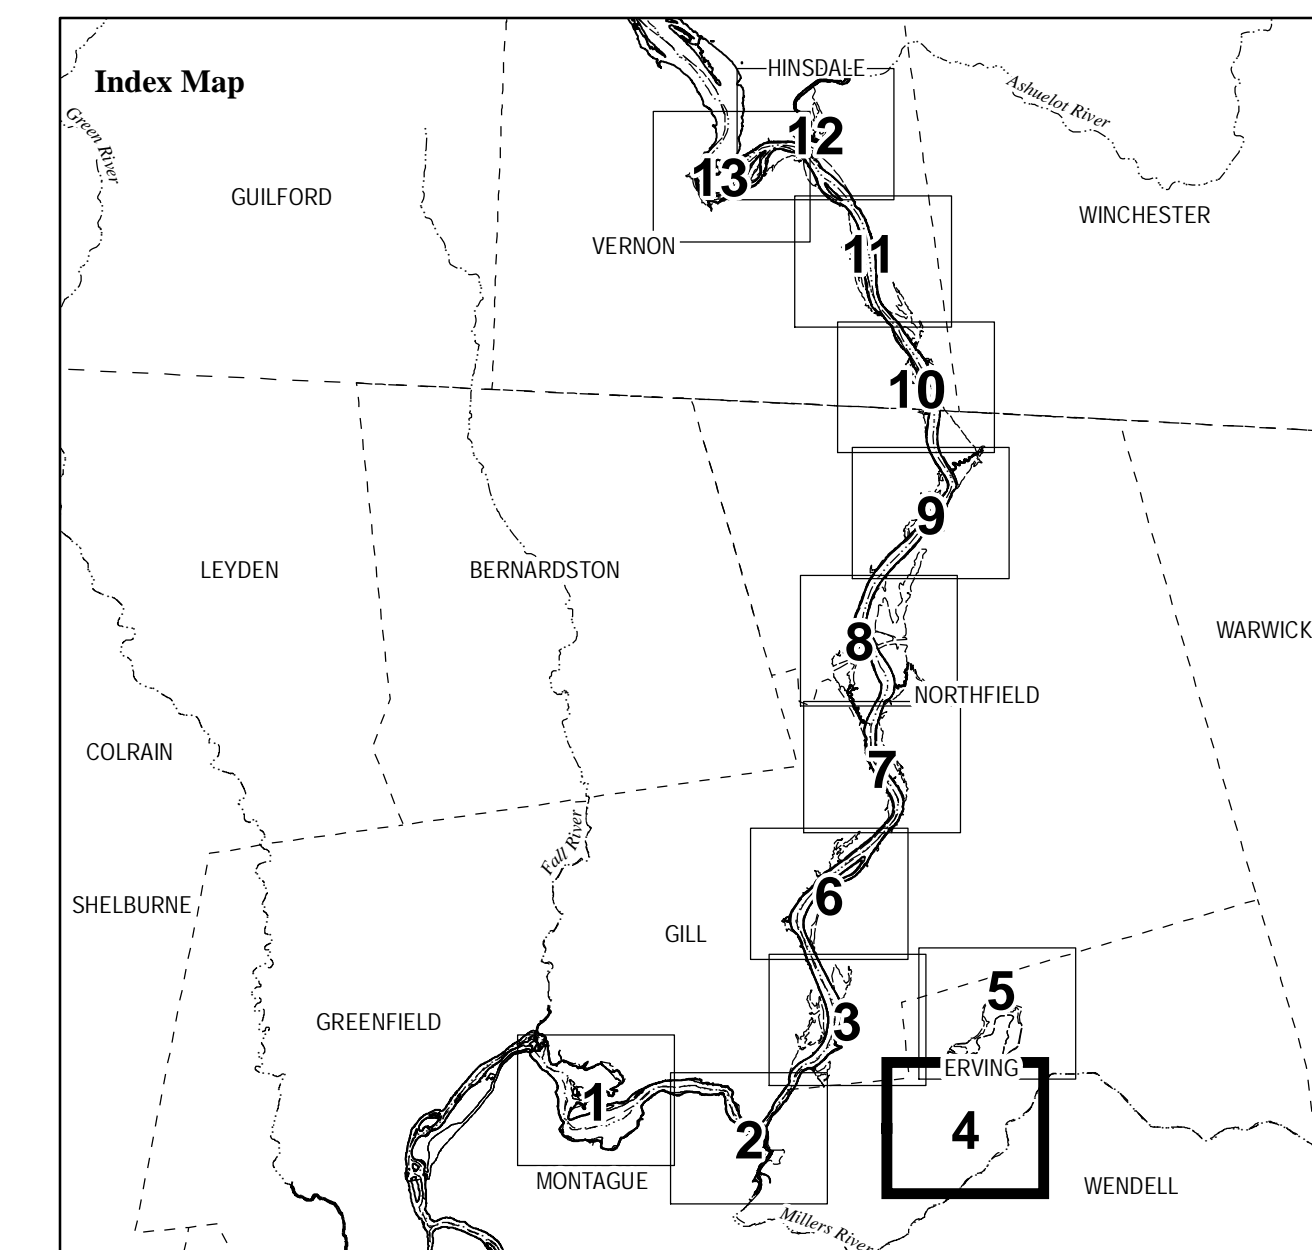 Index Map
HINSDALE
Ashuelot River
Green River
12
13
GUILFORD
WINCHESTER
VERNON
11
10
9
LEYDEN
BERNARDSTON
WARWICK
8
NORTHFIELD
COLRAIN
7
Fall River
6
SHELBURNE
GILL
5
GREENFIELD
3
ERVING
1
4
2
MONTAGUE
WENDELL
Millers River